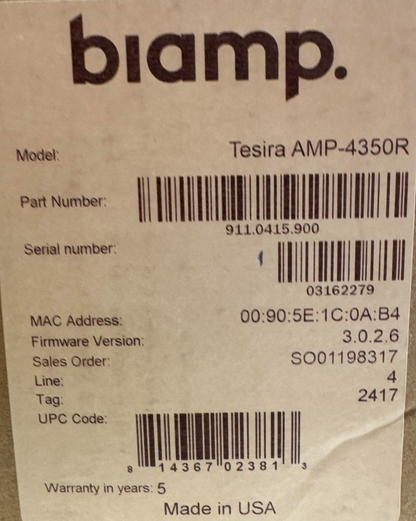 biamp.
Model: Tesira AMP-4350R
Part Number:
911.0415.900
Serial number:
03162279
MAC Address: 00:90:5E:1C:0A:B4
Firmware Version: 3.0.2.6
Sales Order: SO01198317
Line: 4
Tag: 2417
UPC Code:
8 14367 02381 3
Warranty in years: 5
Made in USA